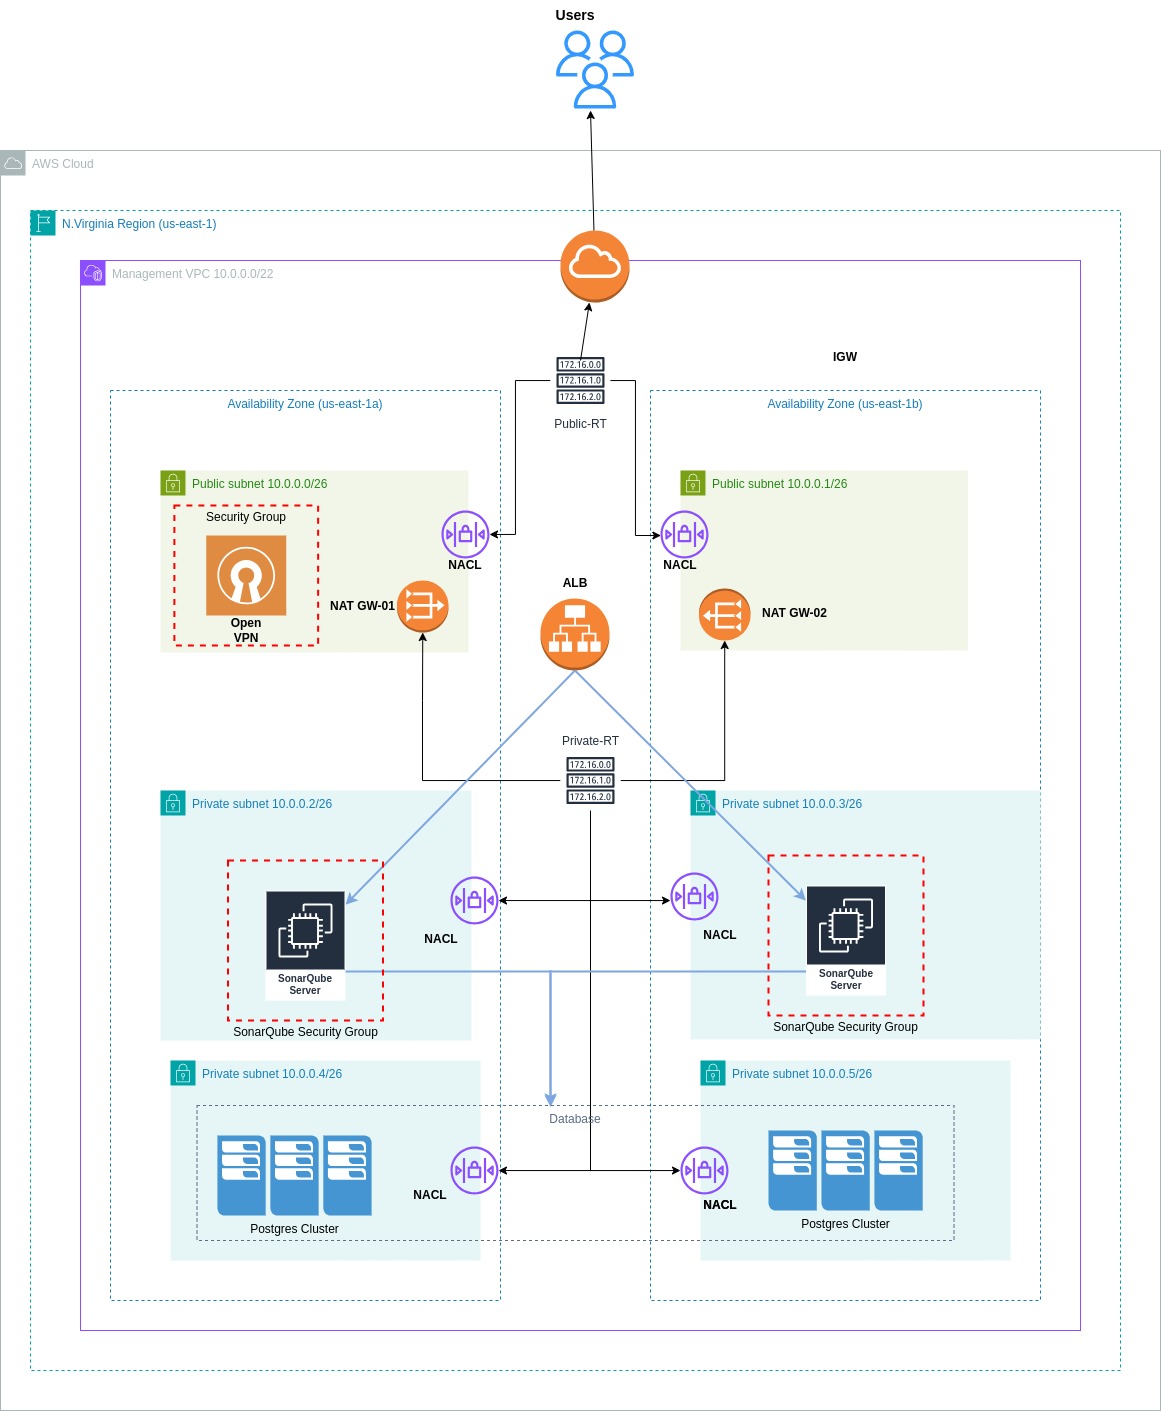 Users
AWS Cloud
N.Virginia Region (us-east-1)
Management VPC 10.0.0.0/22
172.16.0.0
172.16.1.0
172.16.2.0
Public-RT
IGW
Availability Zone (us-east-1a)
Availability Zone (us-east-1b)
Public subnet 10.0.0.0/26
Public subnet 10.0.0.1/26
Security Group
Open
VPN
NACL
NACL
NAT GW-01
ALB
NAT GW-02
Private-RT
172.16.0.0
172.16.1.0
172.16.2.0
Private subnet 10.0.0.2/26
Private subnet 10.0.0.3/26
NACL
NACL
SonarQube
Server
SonarQube
Server
SonarQube Security Group
SonarQube Security Group
Private subnet 10.0.0.4/26
Private subnet 10.0.0.5/26
Database
NACL
NACL
Postgres Cluster
Postgres Cluster